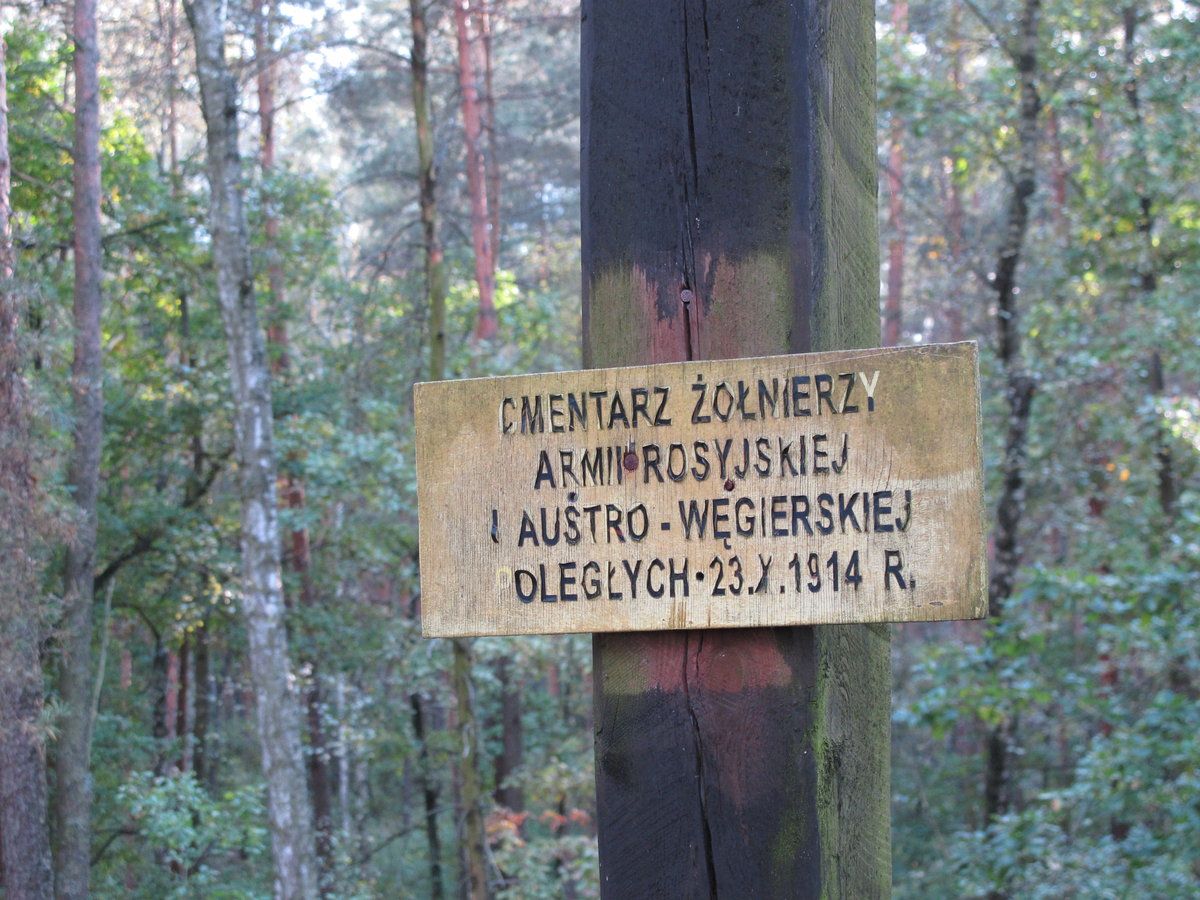 CMENTARZ ŻOŁNIERZY
ARMII ROSYJSKIEJ
I AUSTRO - WĘGIERSKIEJ
POLEGŁYCH · 23.X.1914 R.